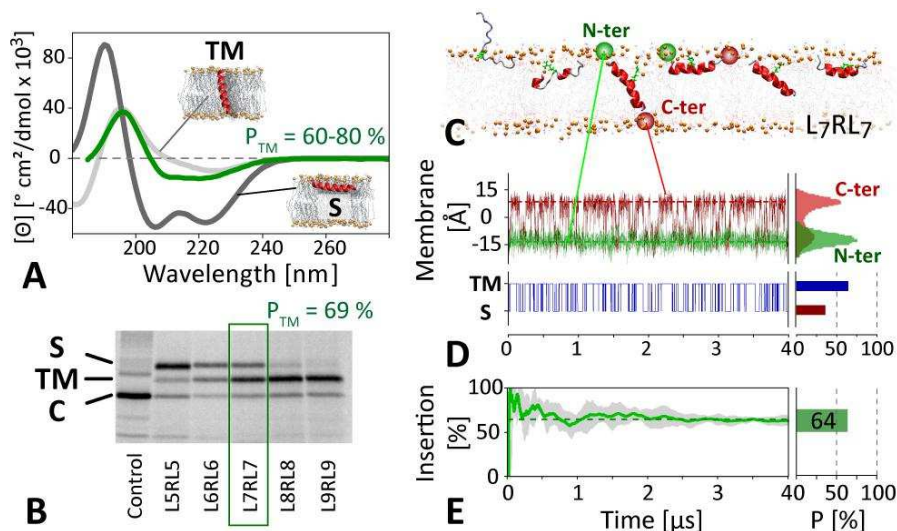 A
[Θ] [° cm²/dmol x 10³]
80
40
0
-40
TM
P_TM = 60-80 %
S
200
220
240
260
Wavelength [nm]
B
P_TM = 69 %
S
TM
C
Control
L5RL5
L6RL6
L7RL7
L8RL8
L9RL9
C
N-ter
C-ter
L₇RL₇
D
Membrane
[Å]
15
0
-15
C-ter
N-ter
TM
S
0
1
2
3
4 0
50
100
E
Insertion
[%]
100
50
0
64
0
1
2
3
4 0
50
100
Time [µs]
P [%]